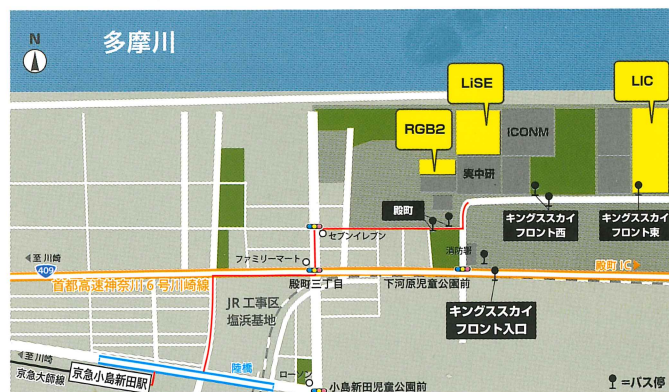 N
多摩川
LiSE
LIC
RGB2
iCONM
実中研
殿町
キングススカイ
フロント西
キングススカイ
フロント東
セブンイレブン
消防署
ファミリーマート
至川崎
409
殿町IC
首都高速神奈川6号川崎線
殿町三丁目
下河原児童公園前
JR工事区
塩浜基地
キングススカイ
フロント入口
至川崎
陸橋
京急小島新田駅
京急大師線
ローソン
小島新田児童公園前
=バス停